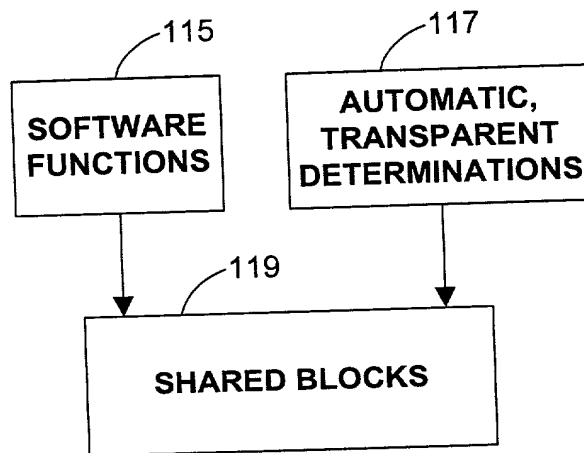 115
117
SOFTWARE
FUNCTIONS
AUTOMATIC,
TRANSPARENT
DETERMINATIONS
119
SHARED BLOCKS